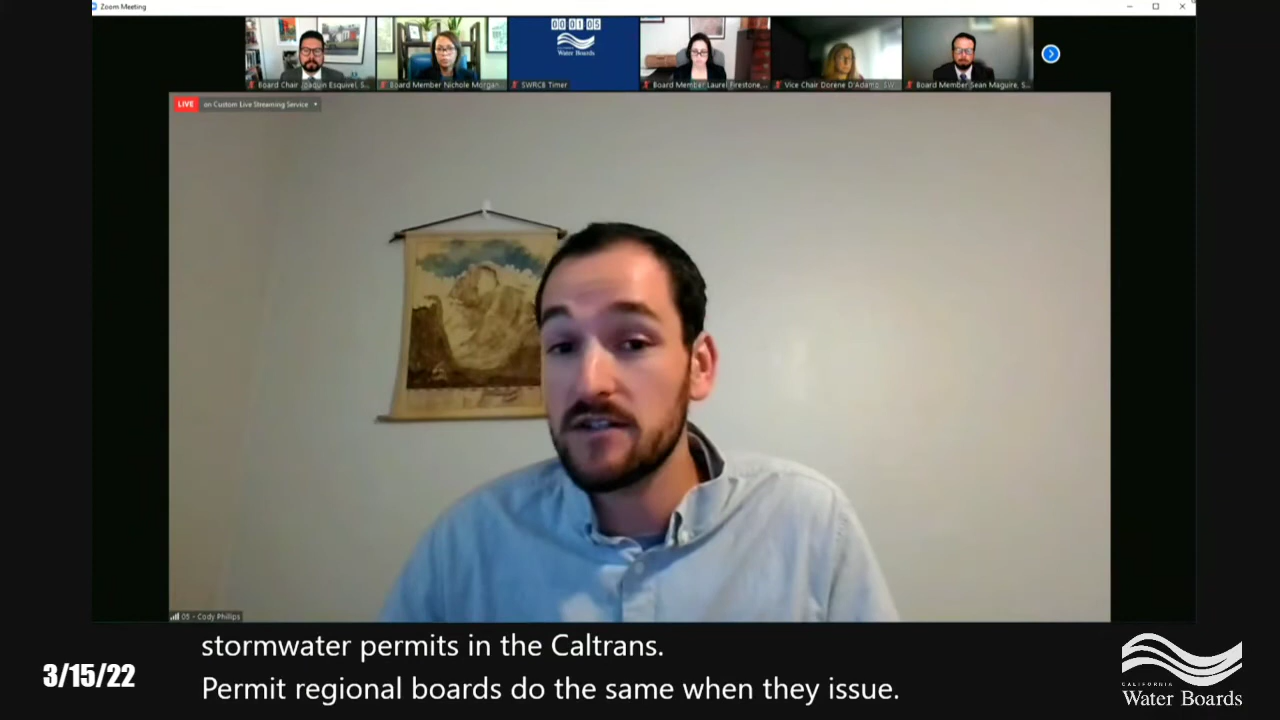 Zoom Meeting
00:01:05
CALIFORNIA
Water Boards
Board Chair Joaquin Esquivel, S...
Board Member Nichole Morgan...
SWRCB Timer
Board Member Laurel Firestone,...
Vice Chair Dorene D'Adamo, SW...
Board Member Sean Maguire, S...
LIVE on Custom Live Streaming Service
05 - Cody Phillips
stormwater permits in the Caltrans.
Permit regional boards do the same when they issue.
3/15/22
CALIFORNIA
Water Boards